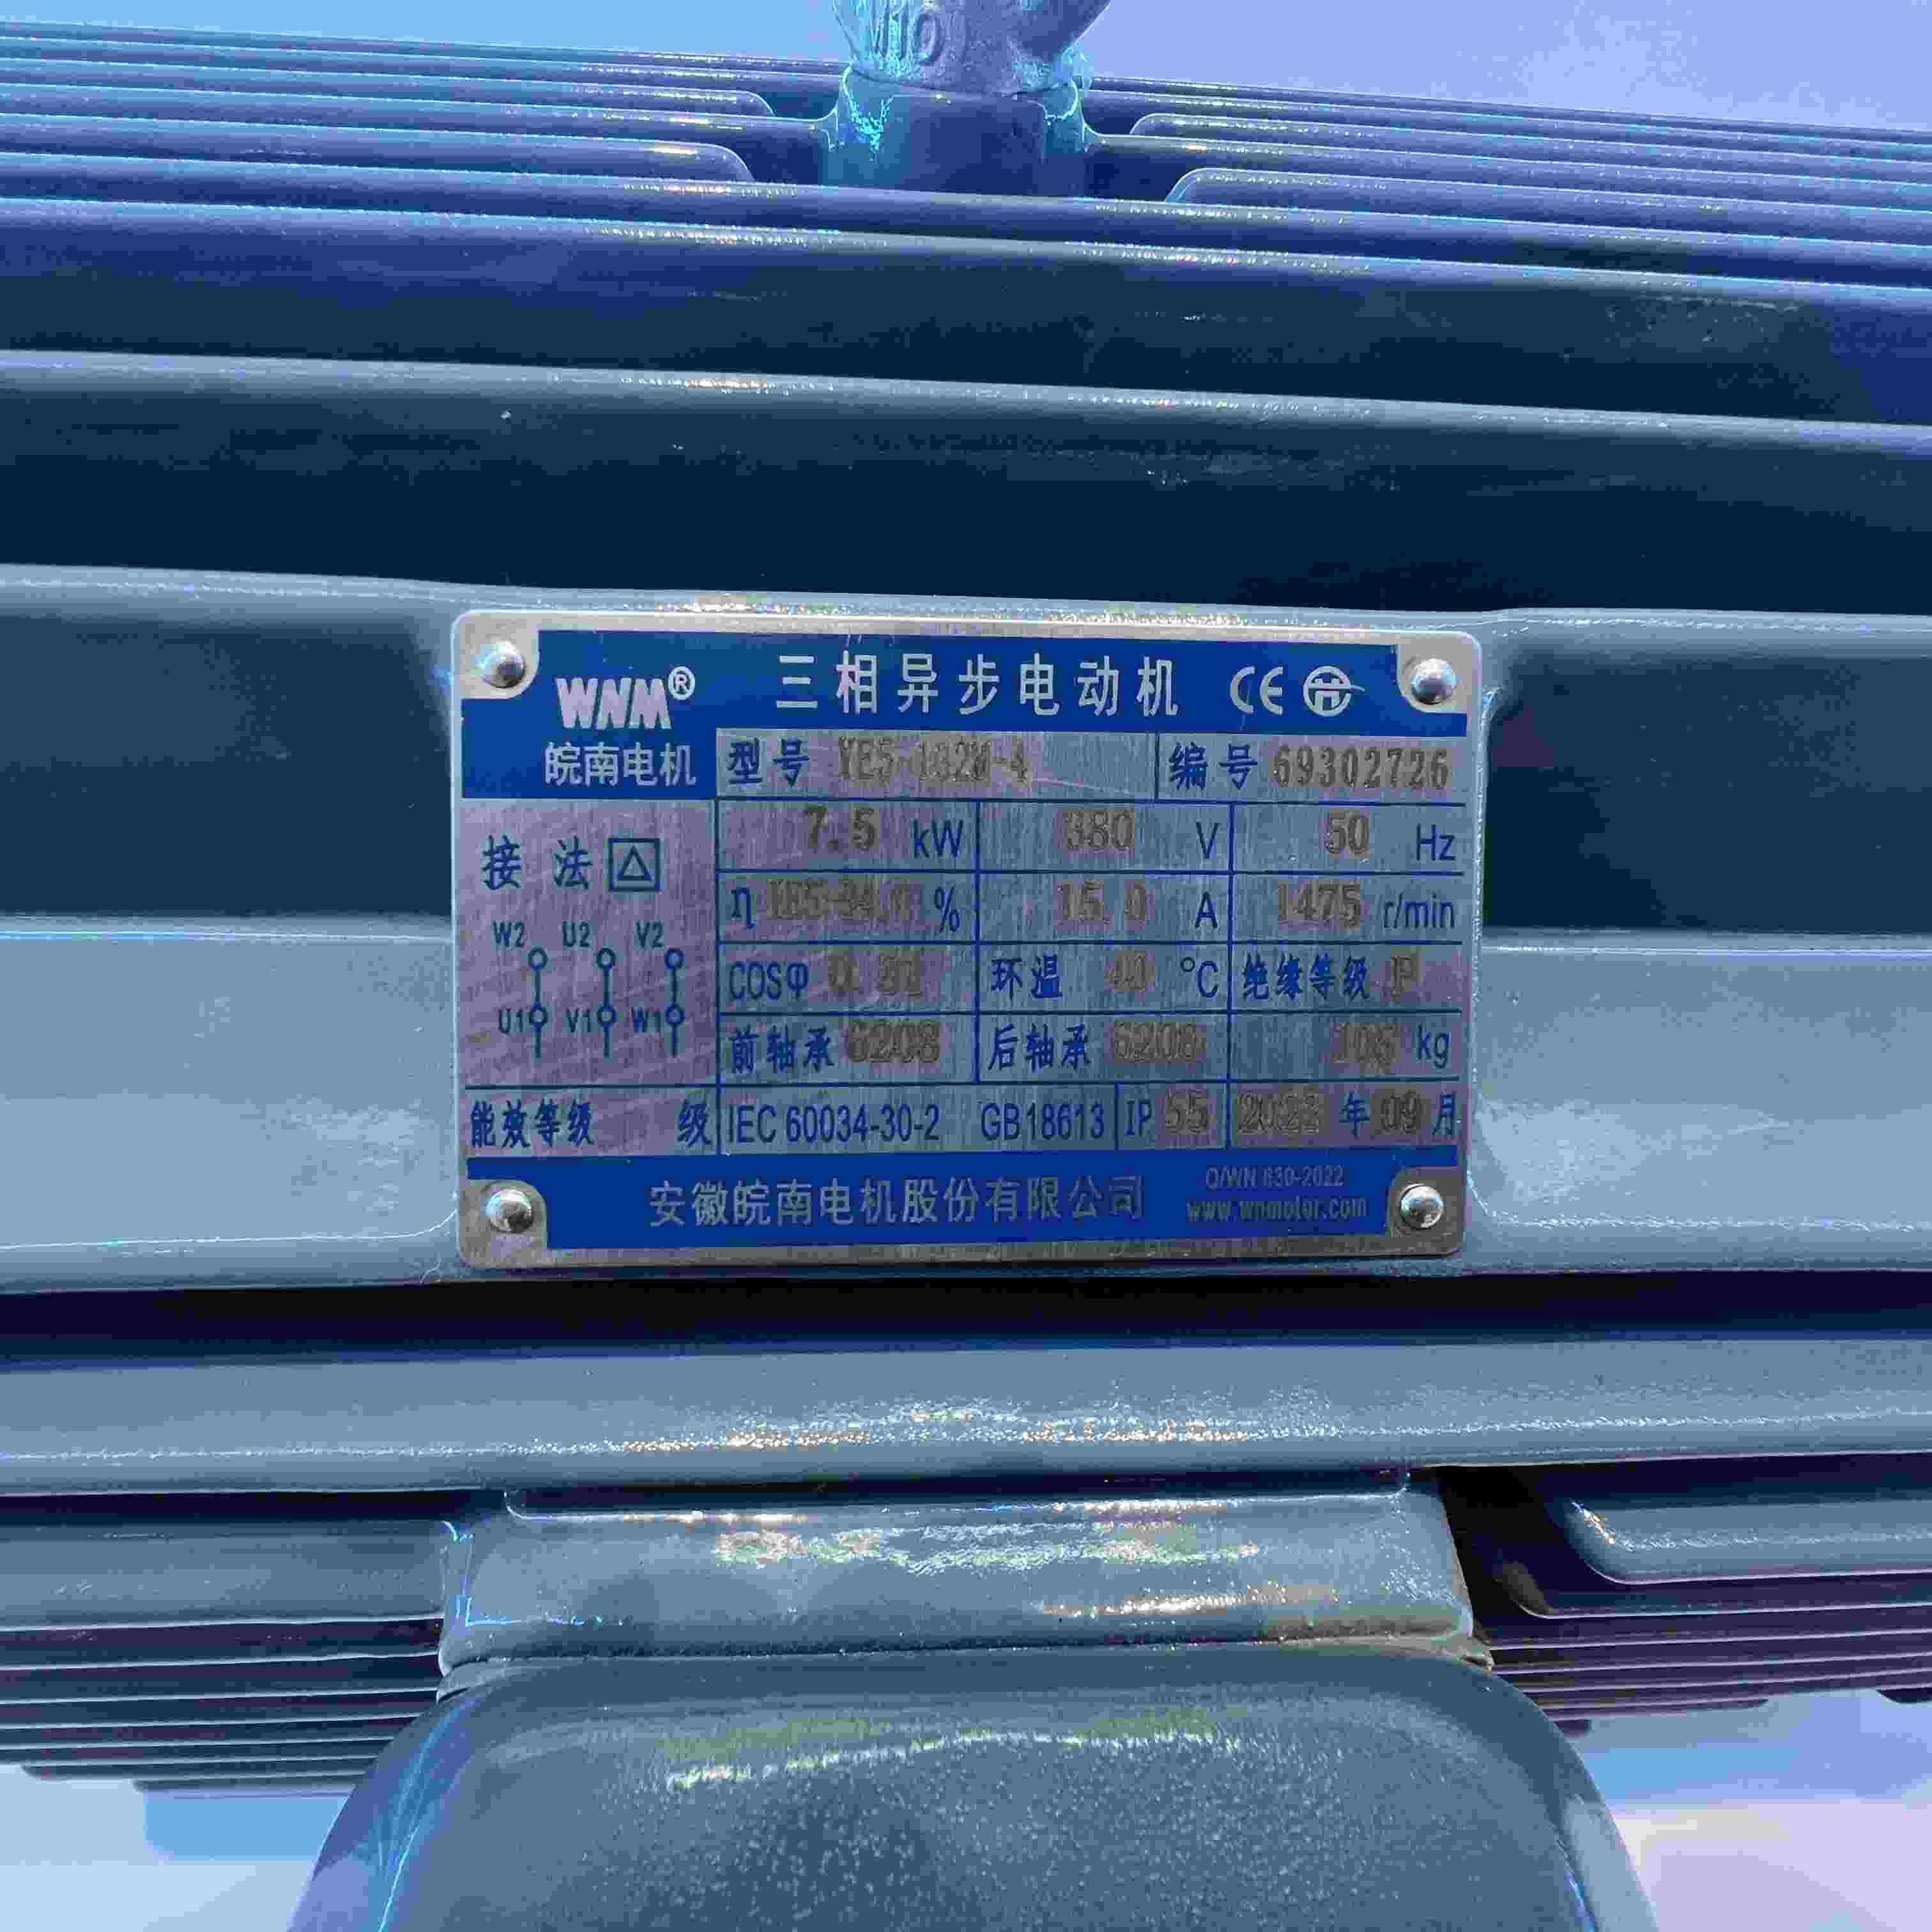 J16
WNM®
三相异步电动机 CE
皖南电机
型号 YE5-132M-4 编号 69302726
接法 △
7.5 kW 380 V 50 Hz
η % 15.0 A 1475 r/min
W2 U2 V2
COSφ 环温 40 ℃ 绝缘等级 F
U1 V1 W1
前轴承 6208 后轴承 6208 105 kg
能效等级 级 IEC 60034-30-2 GB18613 IP 55 年 09 月
安徽皖南电机股份有限公司
Q/WN 830-2022
www.wnmotor.com